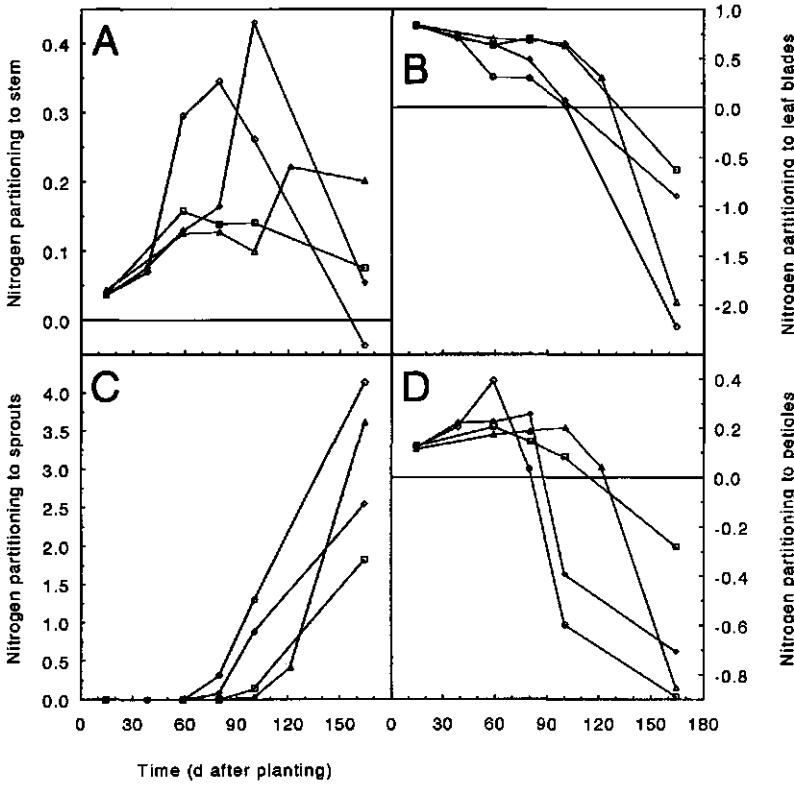 A
0.4
0.3
0.2
0.1
0.0
Nitrogen partitioning to stem
B
1.0
0.5
0.0
-0.5
-1.0
-1.5
-2.0
Nitrogen partitioning to leaf blades
C
4.0
3.5
3.0
2.5
2.0
1.5
1.0
0.5
0.0
Nitrogen partitioning to sprouts
D
0.4
0.2
0.0
-0.2
-0.4
-0.6
-0.8
Nitrogen partitioning to peticles
0 30 60 90 120 150 0 30 60 90 120 150 180
Time (d after planting)